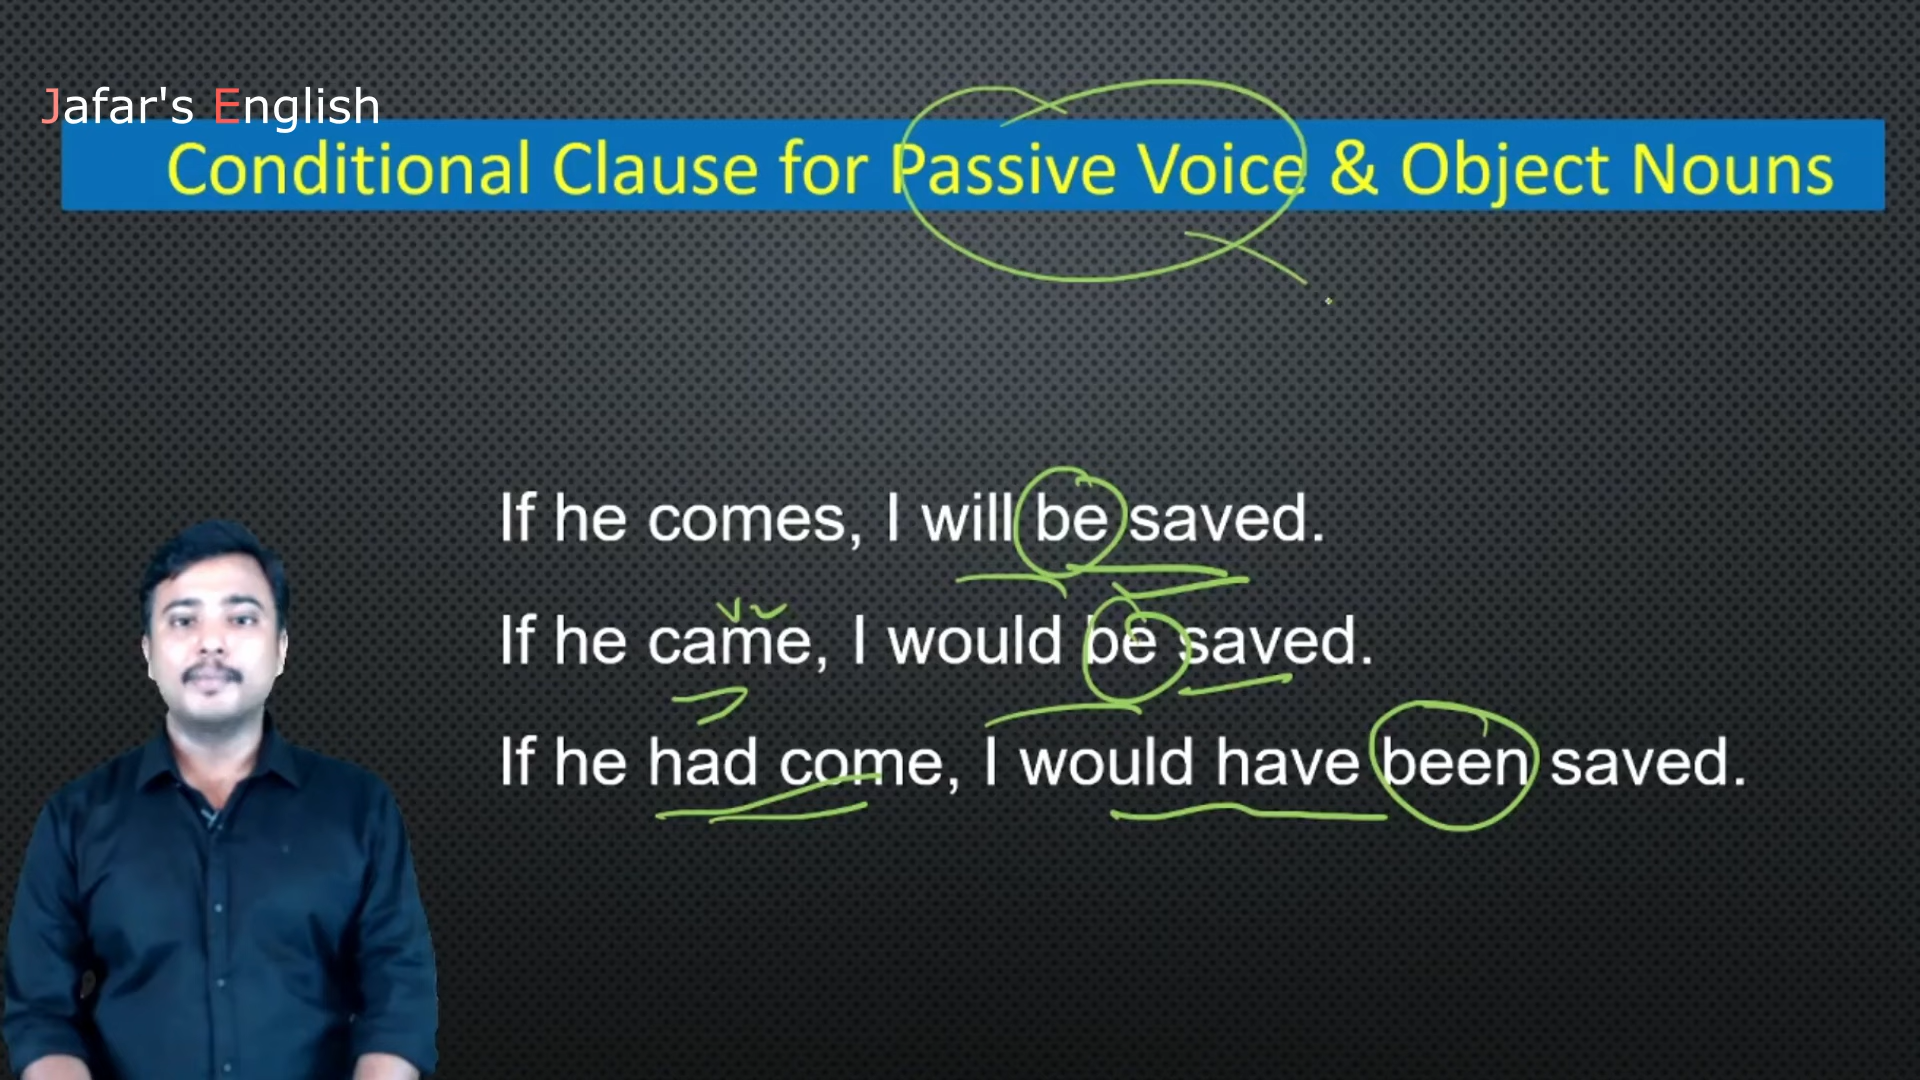 Jafar's English
Conditional Clause for Passive Voice & Object Nouns
If he comes, I will be saved.
If he came, I would be saved.
If he had come, I would have been saved.